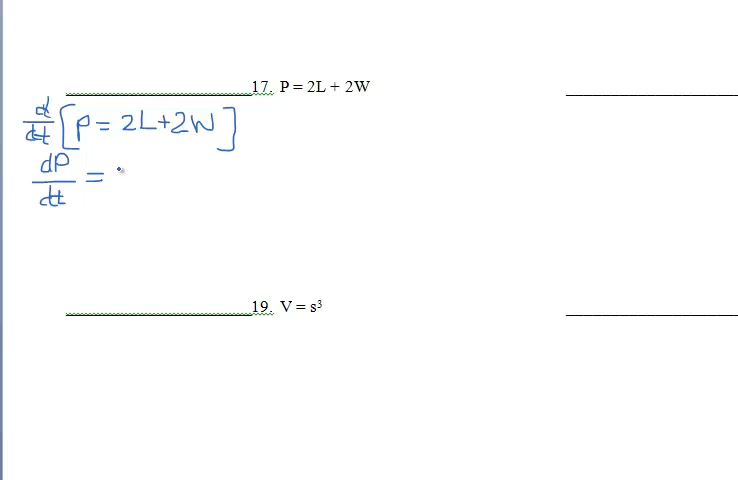 17. P = 2L + 2W
d/dt [P = 2L + 2W]
dP/dt =
19. V = s³